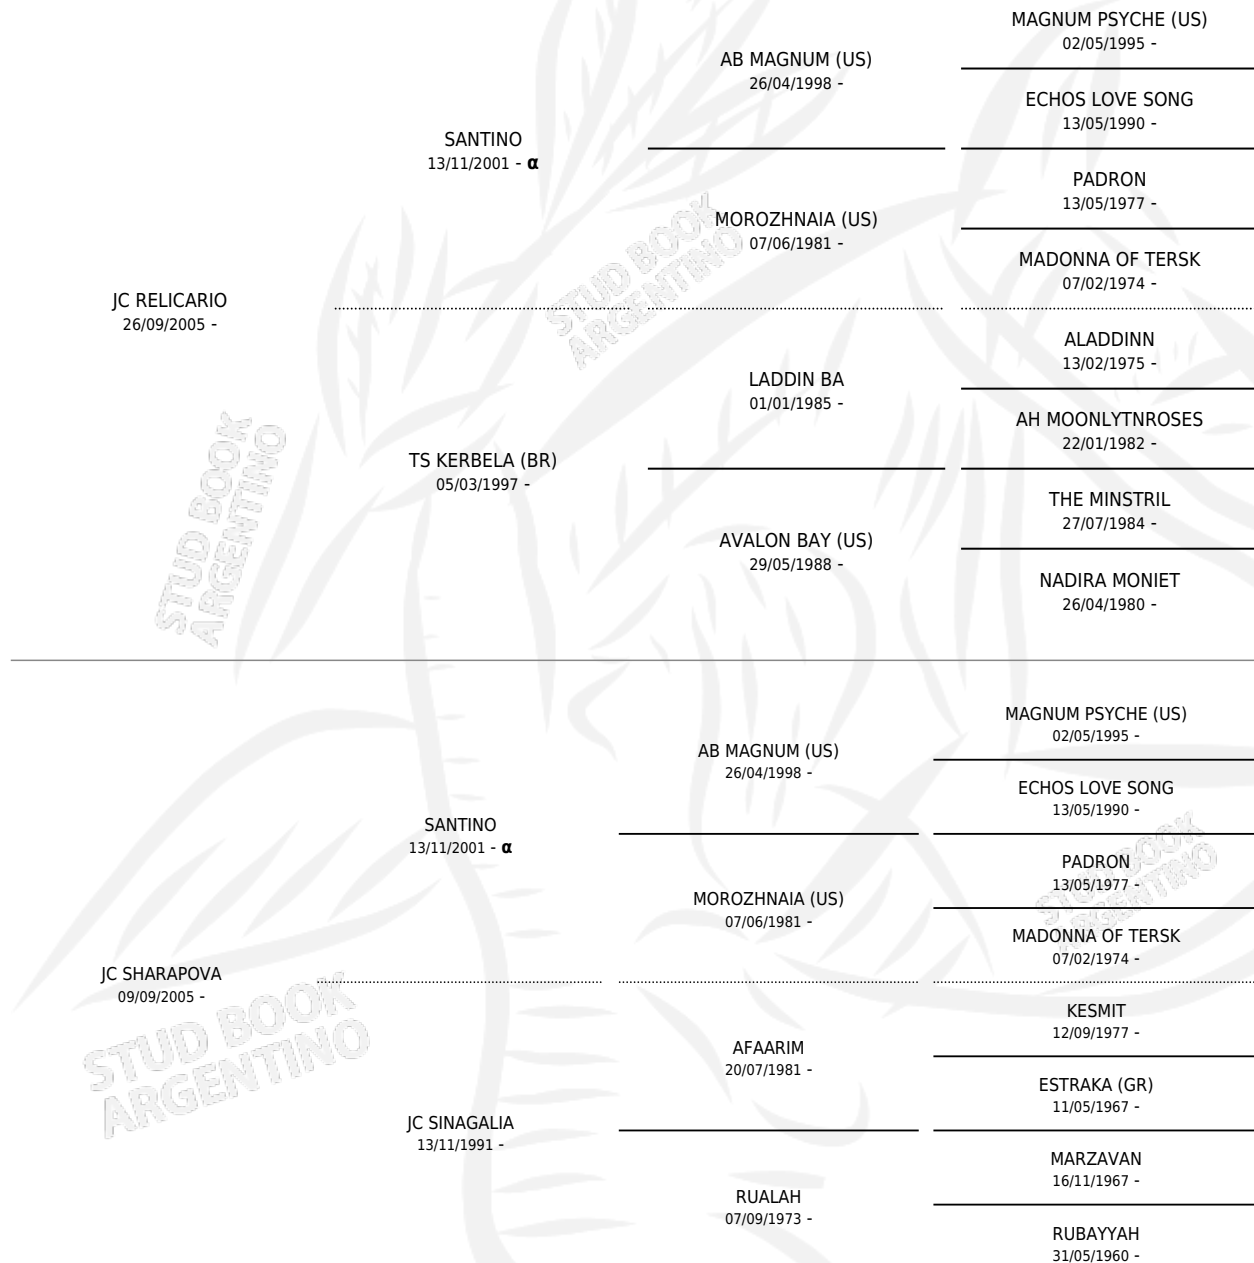 MAGNUM PSYCHE (US)
02/05/1995 -
AB MAGNUM (US)
26/04/1998 -
ECHOS LOVE SONG
13/05/1990 -
SANTINO
13/11/2001 - α
PADRON
13/05/1977 -
MOROZHNAIA (US)
07/06/1981 -
MADONNA OF TERSK
07/02/1974 -
JC RELICARIO
26/09/2005 -
ALADDINN
13/02/1975 -
LADDIN BA
01/01/1985 -
AH MOONLYTNROSES
22/01/1982 -
TS KERBELA (BR)
05/03/1997 -
THE MINSTRIL
27/07/1984 -
AVALON BAY (US)
29/05/1988 -
NADIRA MONIET
26/04/1980 -
STUD BOOK
ARGENTINO
STUD BOOK
ARGENTINO
MAGNUM PSYCHE (US)
02/05/1995 -
AB MAGNUM (US)
26/04/1998 -
ECHOS LOVE SONG
13/05/1990 -
SANTINO
13/11/2001 - α
PADRON
13/05/1977 -
MOROZHNAIA (US)
07/06/1981 -
MADONNA OF TERSK
07/02/1974 -
JC SHARAPOVA
09/09/2005 -
KESMIT
12/09/1977 -
AFAARIM
20/07/1981 -
ESTRAKA (GR)
11/05/1967 -
JC SINAGALIA
13/11/1991 -
MARZAVAN
16/11/1967 -
RUALAH
07/09/1973 -
RUBAYYAH
31/05/1960 -
STUD BOOK
ARGENTINO
STUD BOOK
ARGENTINO